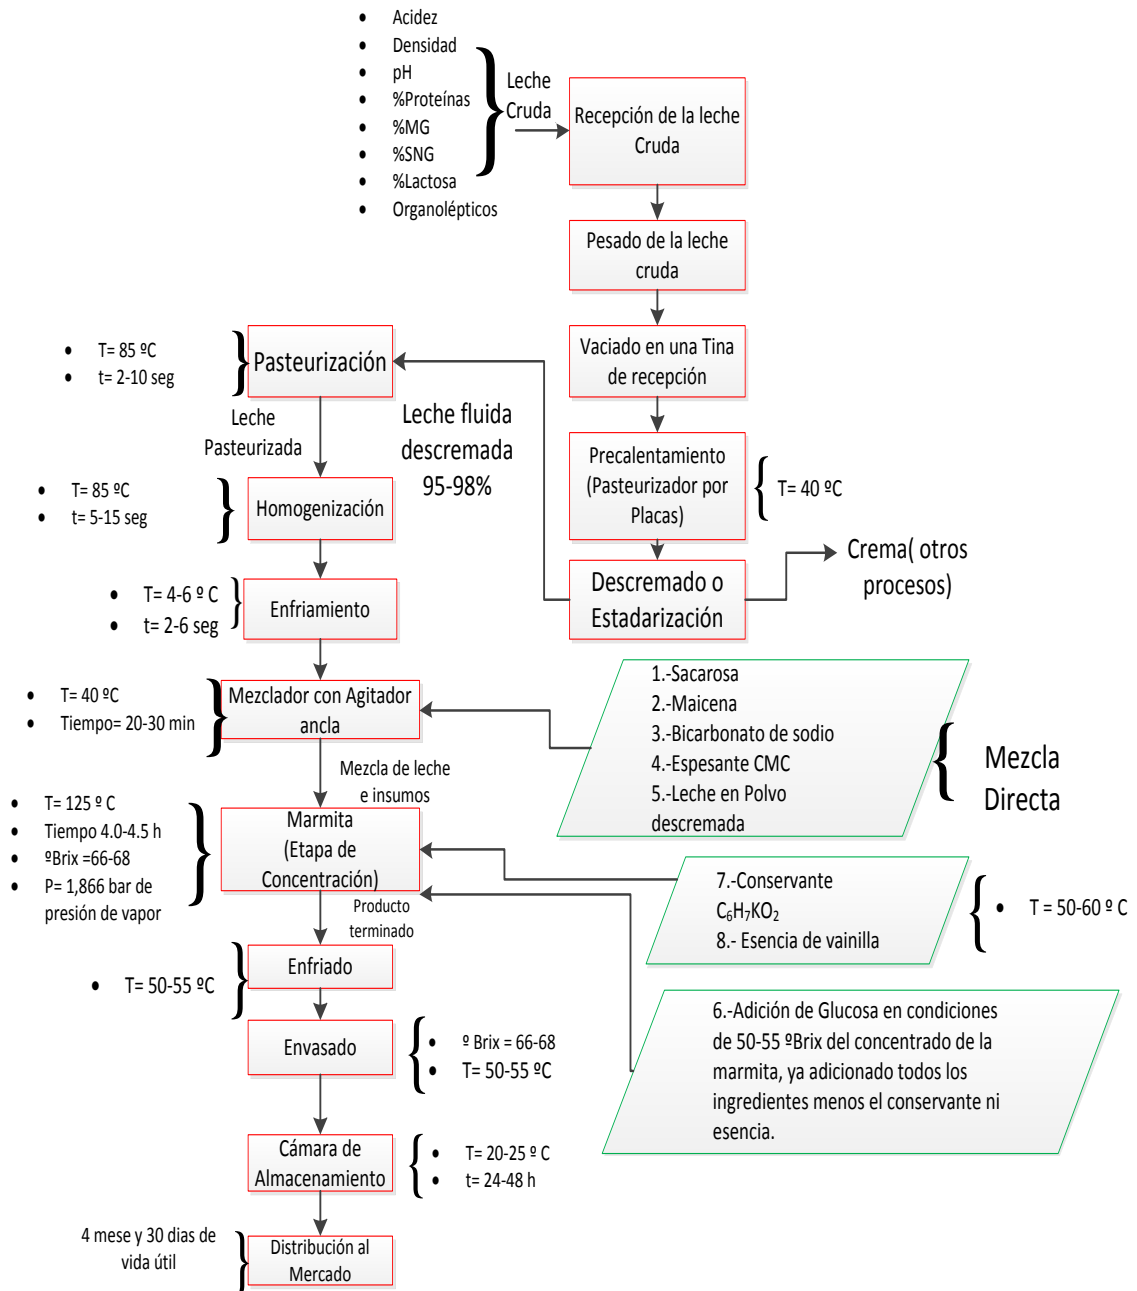 • Acidez
• Densidad
• pH
• %Proteínas
• %MG
• %SNG
• %Lactosa
• Organolépticos
Leche
Cruda
Recepción de la leche
Cruda
Pesado de la leche
cruda
Vaciado en una Tina
de recepción
Precalentamiento
(Pasteurizador por
Placas)
T= 40 ºC
Descremado o
Estadarización
Crema( otros
procesos)
Leche fluida
descremada
95-98%
• T= 85 ºC
• t= 2-10 seg
Pasteurización
Leche
Pasteurizada
• T= 85 ºC
• t= 5-15 seg
Homogenización
• T= 4-6 º C
• t= 2-6 seg
Enfriamiento
• T= 40 ºC
• Tiempo= 20-30 min
Mezclador con Agitador
ancla
1.-Sacarosa
2.-Maicena
3.-Bicarbonato de sodio
4.-Espesante CMC
5.-Leche en Polvo
descremada
Mezcla
Directa
Mezcla de leche
e insumos
• T= 125 º C
• Tiempo 4.0-4.5 h
• ºBrix =66-68
• P= 1,866 bar de
presión de vapor
Marmita
(Etapa de
Concentración)
7.-Conservante
C₆H₇KO₂
8.- Esencia de vainilla
• T = 50-60 º C
6.-Adición de Glucosa en condiciones
de 50-55 ºBrix del concentrado de la
marmita, ya adicionado todos los
ingredientes menos el conservante ni
esencia.
Producto
terminado
• T= 50-55 ºC
Enfriado
Envasado
• º Brix = 66-68
• T= 50-55 ºC
Cámara de
Almacenamiento
• T= 20-25 º C
• t= 24-48 h
4 mese y 30 dias de
vida útil
Distribución al
Mercado